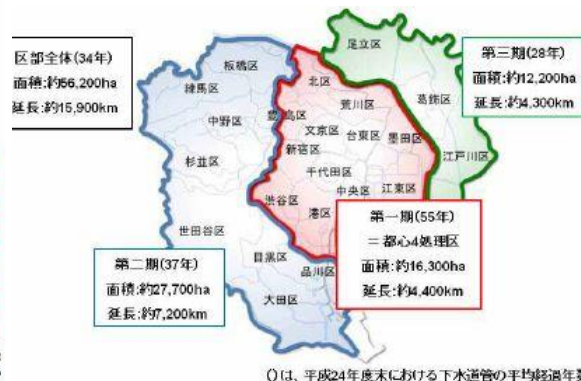 区部全体(34年)
面積:約56,200ha
延長:約15,900km
第三期(28年)
面積:約12,200ha
延長:約4,300km
足立区
板橋区
北区
練馬区
荒川区
葛飾区
豊島区
中野区
文京区
台東区
墨田区
新宿区
江戸川区
杉並区
千代田区
中央区
江東区
渋谷区
港区
世田谷区
第一期(55年)
=都心4処理区
面積:約16,300ha
延長:約4,400km
目黒区
品川区
第二期(37年)
面積:約27,700ha
延長:約7,200km
大田区
()は、平成24年度末における下水道管の平均経過年数